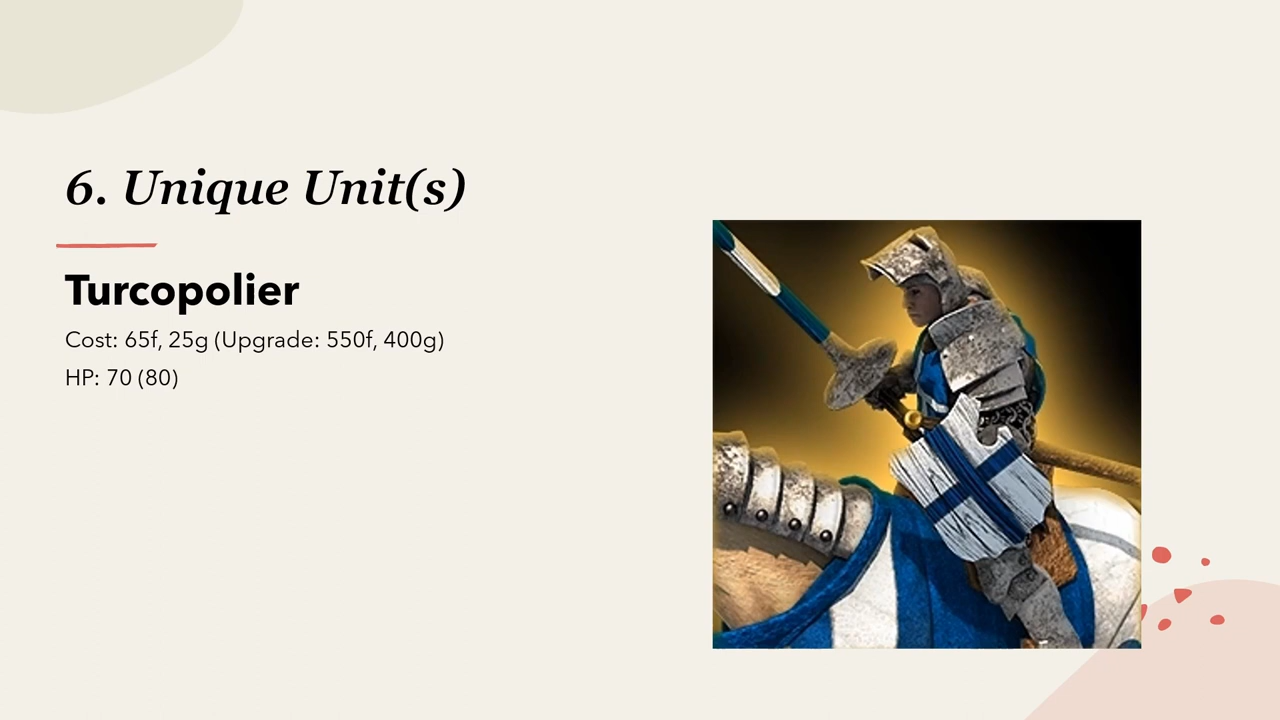 6. Unique Unit(s)
Turcopolier
Cost: 65f, 25g (Upgrade: 550f, 400g)
HP: 70 (80)